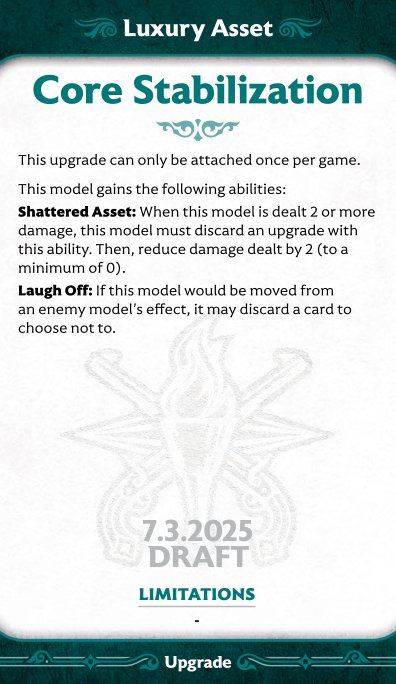 Luxury Asset
Core Stabilization
This upgrade can only be attached once per game.
This model gains the following abilities:
Shattered Asset: When this model is dealt 2 or more
damage, this model must discard an upgrade with
this ability. Then, reduce damage dealt by 2 (to a
minimum of 0).
Laugh Off: If this model would be moved from
an enemy model's effect, it may discard a card to
choose not to.
7.3.2025
DRAFT
LIMITATIONS
-
Upgrade